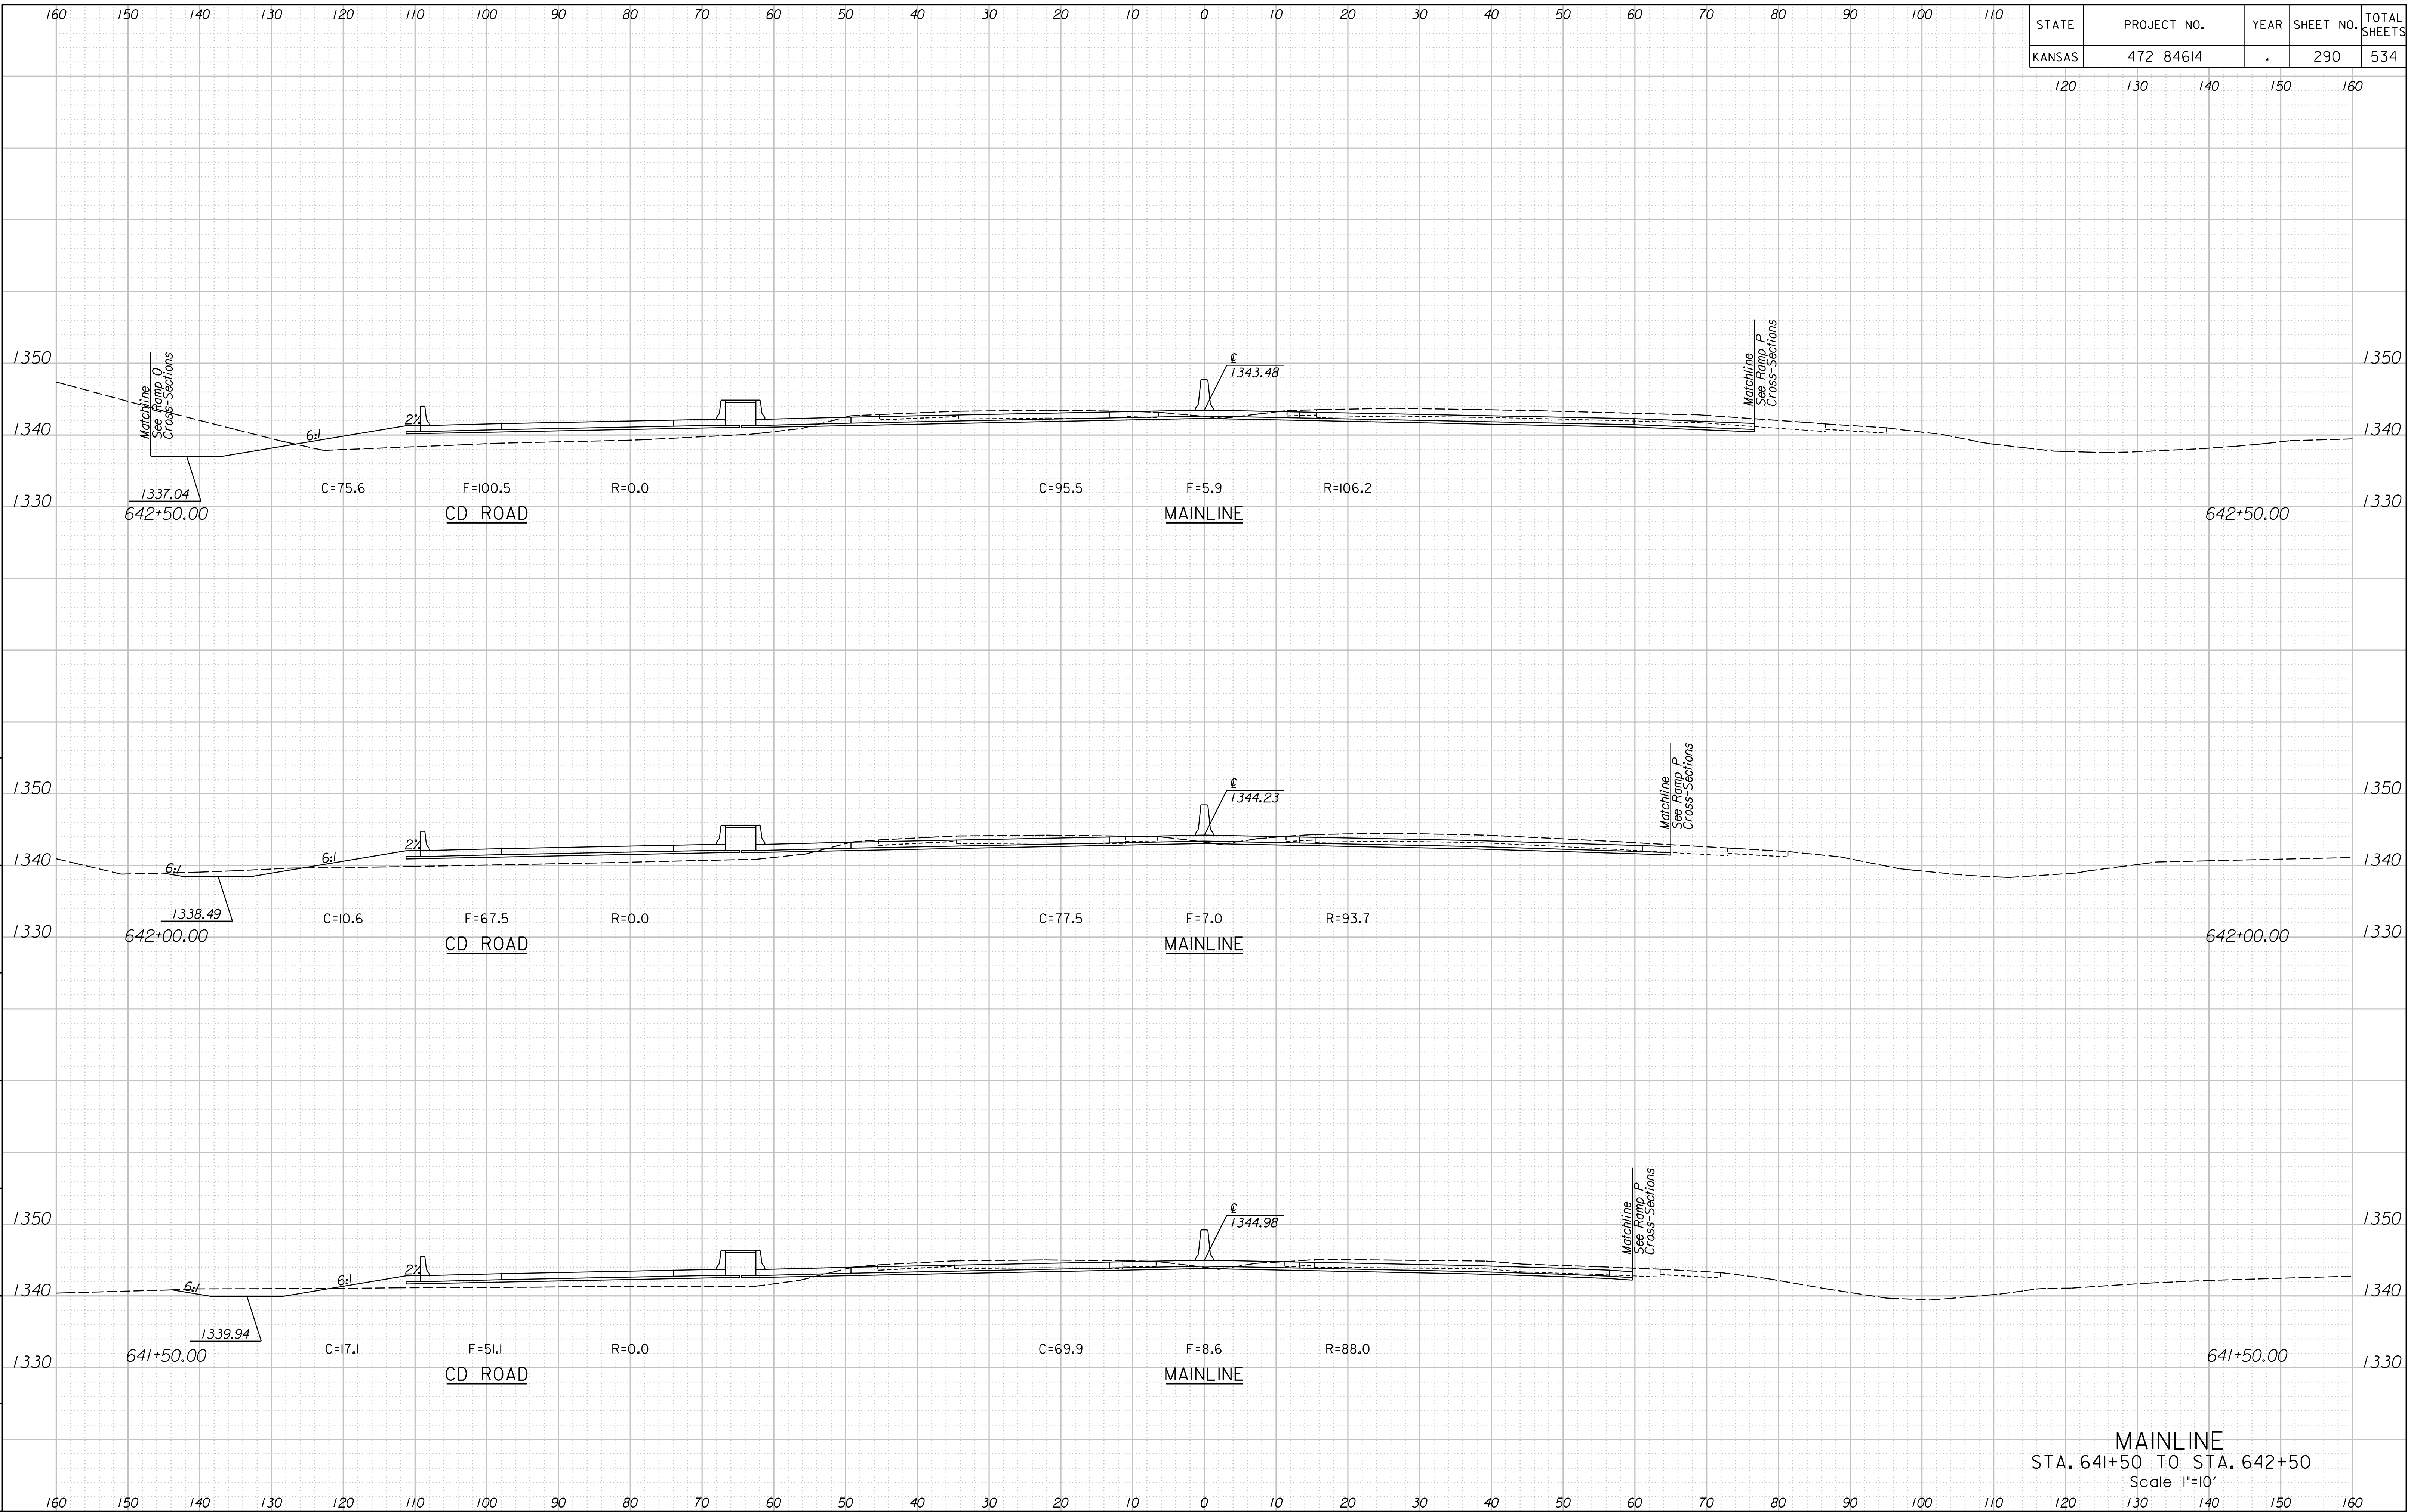 160 150 140 130 120 110 100 90 80 70 60 50 40 30 20 10 0 10 20 30 40 50 60 70 80 90 100 110
STATE PROJECT NO. YEAR SHEET NO. TOTAL SHEETS
KANSAS 472 84614 . 290 534
120 130 140 150 160
1350 1350
Matchline
See Ramp Q
Cross-Sections
2%
6:1
℄
1343.48
Matchline
See Ramp P
Cross-Sections
1340 1340
1337.04
C=75.6 F=100.5 R=0.0 C=95.5 F=5.9 R=106.2
1330 1330
642+50.00 CD ROAD MAINLINE 642+50.00
1350 1350
℄
1344.23
Matchline
See Ramp P
Cross-Sections
2%
6:1
6:1
1340 1340
1338.49
C=10.6 F=67.5 R=0.0 C=77.5 F=7.0 R=93.7
1330 1330
642+00.00 CD ROAD MAINLINE 642+00.00
1350 1350
℄
1344.98
Matchline
See Ramp P
Cross-Sections
2%
6:1
6:1
1340 1340
1339.94
C=17.1 F=51.1 R=0.0 C=69.9 F=8.6 R=88.0
641+50.00 641+50.00
1330 1330
CD ROAD MAINLINE
MAINLINE
STA. 641+50 TO STA. 642+50
Scale 1"=10'
160 150 140 130 120 110 100 90 80 70 60 50 40 30 20 10 0 10 20 30 40 50 60 70 80 90 100 110 120 130 140 150 160